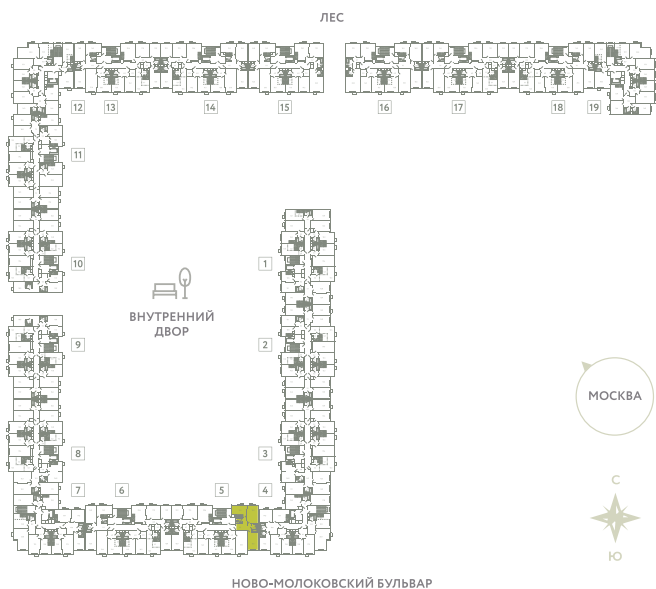 ЛЕС
12 13 14 15 16 17 18 19
11
10 1
ВНУТРЕННИЙ
ДВОР
9 2
МОСКВА
8 3
7 6 5 4
С
Ю
НОВО-МОЛОКОВСКИЙ БУЛЬВАР